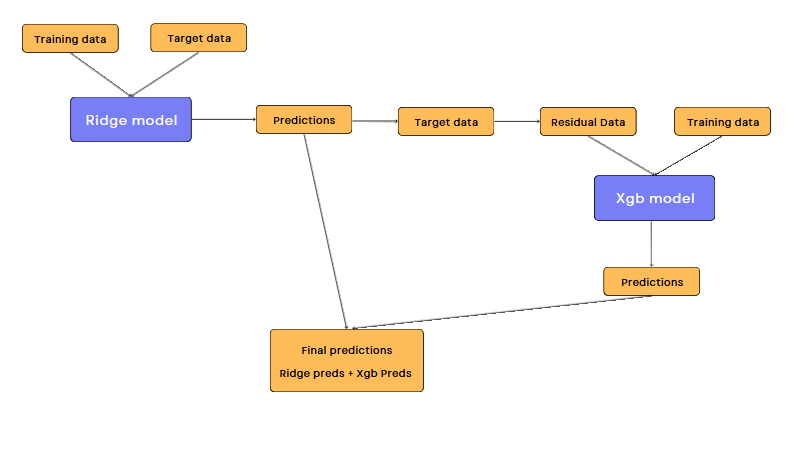 Training data
Target data
Ridge model
Predictions
Target data
Residual Data
Training data
Xgb model
Predictions
Final predictions
Ridge preds + Xgb Preds